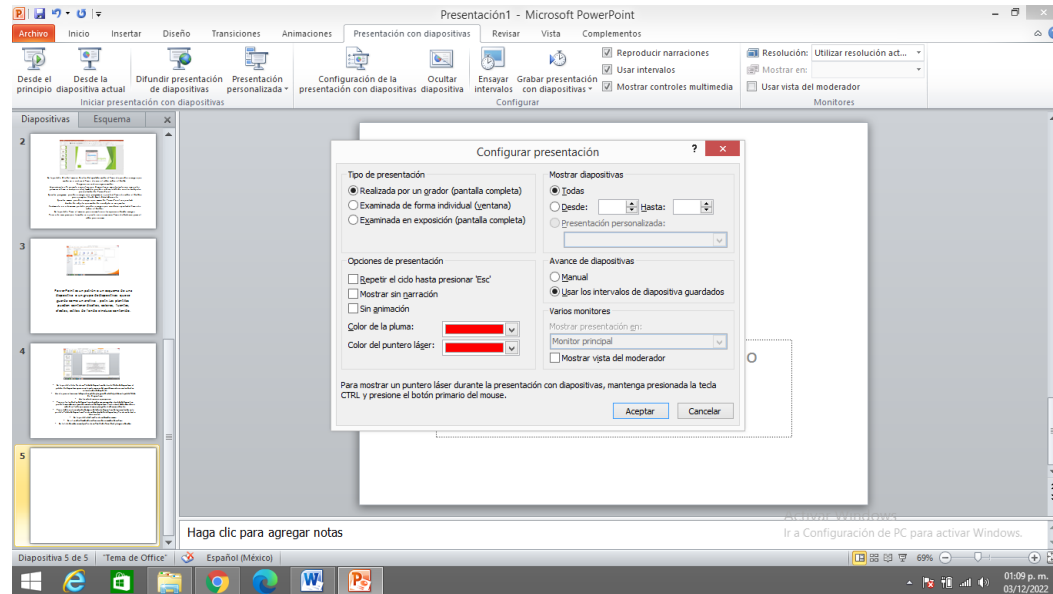 Presentación1 - Microsoft PowerPoint
Archivo Inicio Insertar Diseño Transiciones Animaciones Presentación con diapositivas Revisar Vista Complementos
Desde el principio
Desde la diapositiva actual
Difundir presentación de diapositivas
Presentación personalizada
Iniciar presentación con diapositivas
Configuración de la presentación con diapositivas
Ocultar diapositiva
Ensayar intervalos
Grabar presentación con diapositivas
Reproducir narraciones
Usar intervalos
Mostrar controles multimedia
Configurar
Resolución: Utilizar resolución act...
Mostrar en:
Usar vista del moderador
Monitores
Diapositivas Esquema
2
3
4
5
Configurar presentación
Tipo de presentación
Realizada por un orador (pantalla completa)
Examinada de forma individual (ventana)
Examinada en exposición (pantalla completa)
Mostrar diapositivas
Todas
Desde: Hasta:
Presentación personalizada:
Opciones de presentación
Repetir el ciclo hasta presionar 'Esc'
Mostrar sin narración
Sin animación
Color de la pluma:
Color del puntero láser:
Avance de diapositivas
Manual
Usar los intervalos de diapositiva guardados
Varios monitores
Mostrar presentación en:
Monitor principal
Mostrar vista del moderador
Para mostrar un puntero láser durante la presentación con diapositivas, mantenga presionada la tecla
CTRL y presione el botón primario del mouse.
Aceptar Cancelar
Haga clic para agregar notas
Activar Windows
Ir a Configuración de PC para activar Windows.
Diapositiva 5 de 5 "Tema de Office" Español (México) 69%
01:09 p. m.
03/12/2022